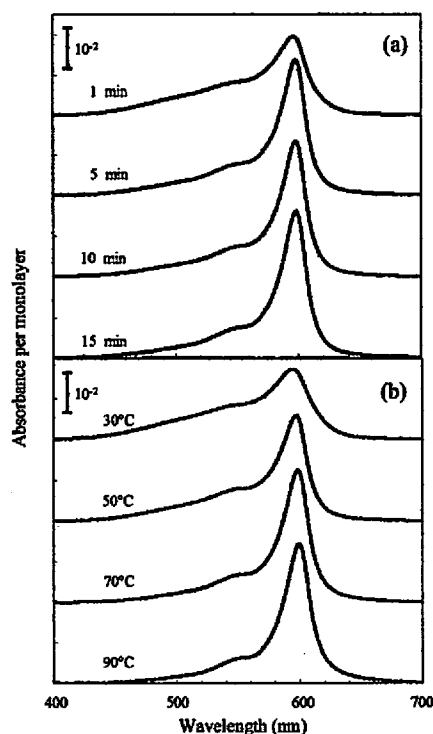 (a)
10-2
1 min
5 min
10 min
15 min
Absorbance per monolayer
(b)
10-2
30°C
50°C
70°C
90°C
400 500 600 700
Wavelength (nm)